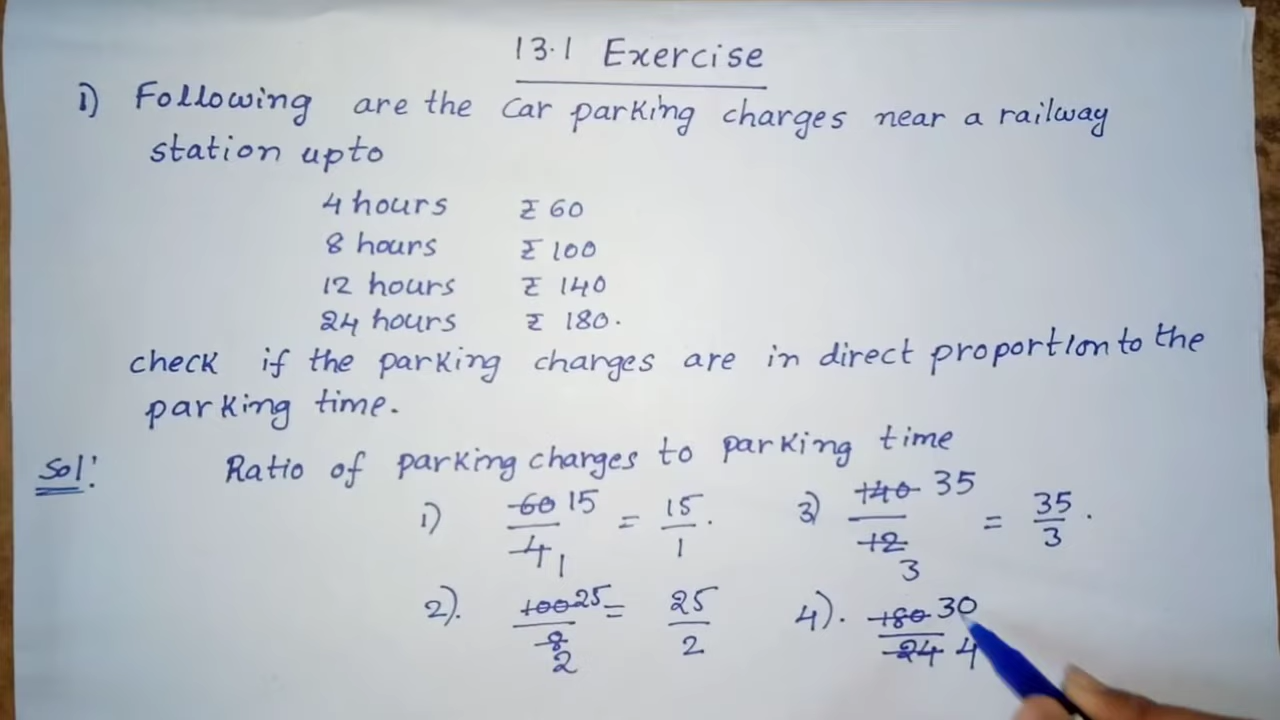 13.1 Exercise
1) Following are the car parking charges near a railway
station upto
4 hours ₹ 60
8 hours ₹ 100
12 hours ₹ 140
24 hours ₹ 180.
check if the parking charges are in direct proportion to the
parking time.
Sol: Ratio of parking charges to parking time
1) 60/4 15/1 = 15/1.
2). 100/8 25/2 = 25/2
3) 140/12 35/3 = 35/3.
4). 180/24 30/4